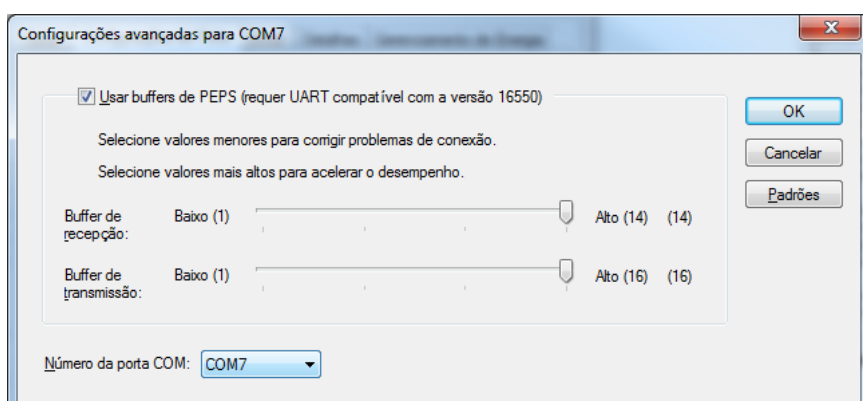 Configurações avançadas para COM7
Usar buffers de PEPS (requer UART compatível com a versão 16550)
OK
Selecione valores menores para corrigir problemas de conexão.
Cancelar
Selecione valores mais altos para acelerar o desempenho.
Padrões
Buffer de recepção: Baixo (1) Alto (14) (14)
Buffer de transmissão: Baixo (1) Alto (16) (16)
Número da porta COM: COM7